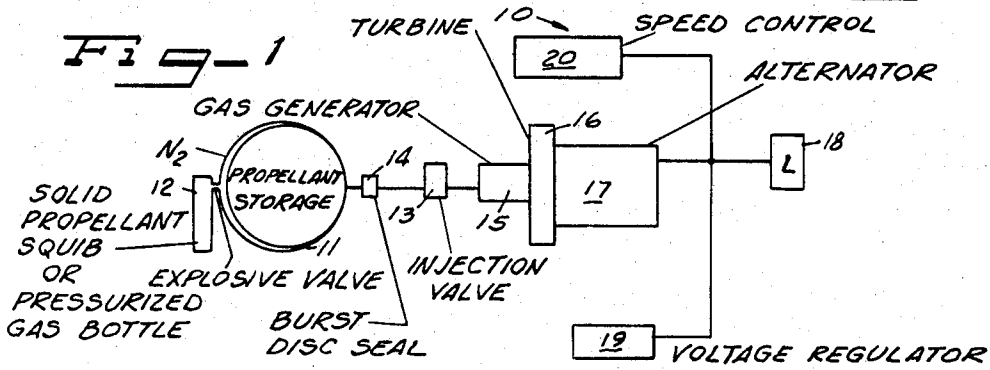 Fig-1
TURBINE
10
SPEED CONTROL
20
ALTERNATOR
GAS GENERATOR
16
N2
14
18
L
12
PROPELLANT
STORAGE
13
15
17
11
SOLID
PROPELLANT
SQUIB
OR
PRESSURIZED
GAS BOTTLE
EXPLOSIVE VALVE
INJECTION
VALVE
BURST
DISC SEAL
19
VOLTAGE REGULATOR